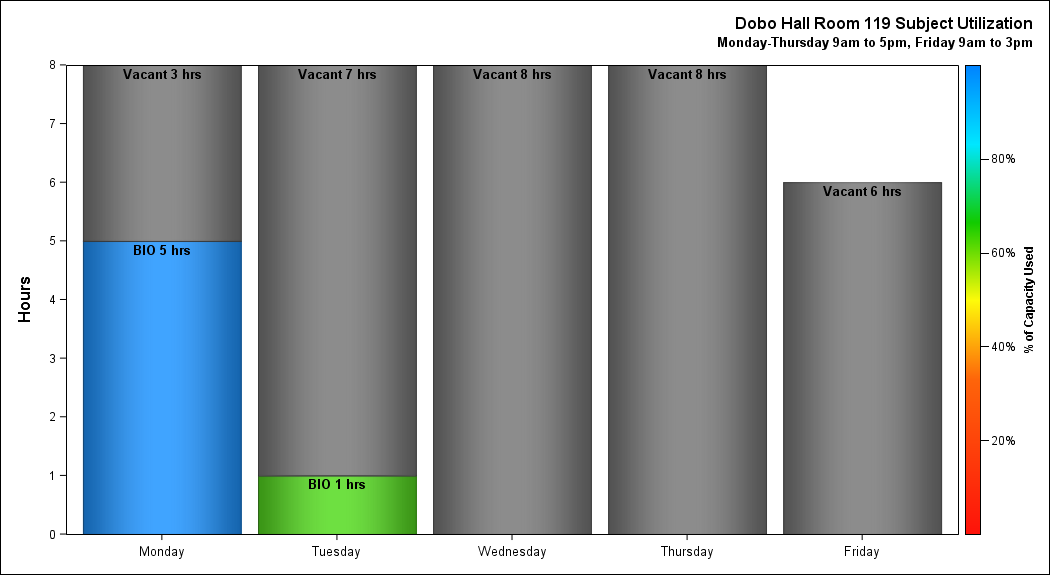 Dobo Hall Room 119 Subject Utilization
Monday-Thursday 9am to 5pm, Friday 9am to 3pm
8
7
6
5
4
3
2
1
0
Hours
Vacant 3 hrs
Vacant 7 hrs
Vacant 8 hrs
Vacant 8 hrs
Vacant 6 hrs
BIO 5 hrs
BIO 1 hrs
Monday
Tuesday
Wednesday
Thursday
Friday
80%
60%
40%
20%
% of Capacity Used